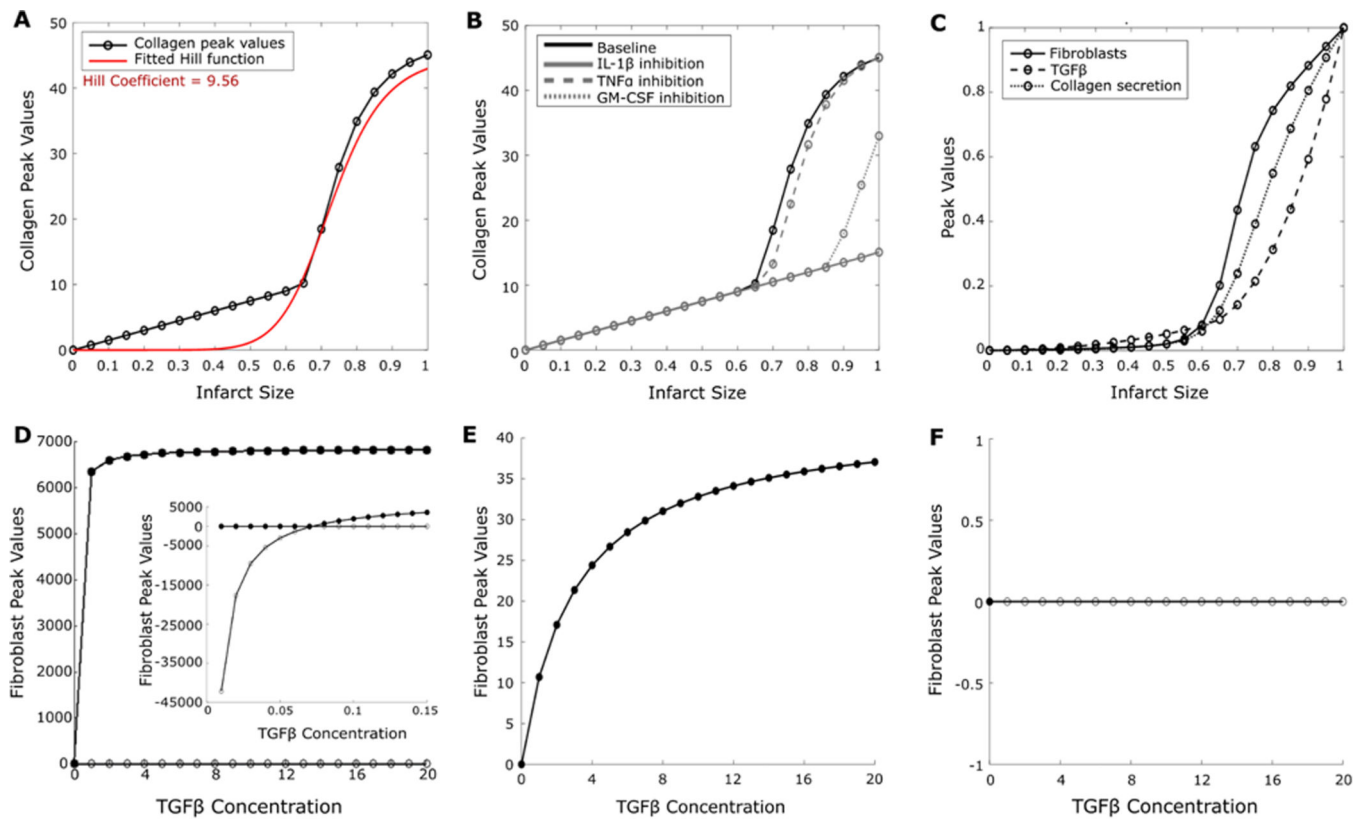 A
50
40
30
20
10
0
Collagen Peak Values
Collagen peak values
Fitted Hill function
Hill Coefficient = 9.56
0 0.1 0.2 0.3 0.4 0.5 0.6 0.7 0.8 0.9 1
Infarct Size
B
50
40
30
20
10
0
Collagen Peak Values
Baseline
IL-1β inhibition
TNFα inhibition
GM-CSF inhibition
0 0.1 0.2 0.3 0.4 0.5 0.6 0.7 0.8 0.9 1
Infarct Size
C
1
0.8
0.6
0.4
0.2
0
Peak Values
Fibroblasts
TGFβ
Collagen secretion
0 0.1 0.2 0.3 0.4 0.5 0.6 0.7 0.8 0.9 1
Infarct Size
D
7000
6000
5000
4000
3000
2000
1000
0
Fibroblast Peak Values
5000
0
-5000
-15000
-25000
-35000
-45000
Fibroblast Peak Values
0 0.05 0.1 0.15
TGFβ Concentration
0 4 8 12 16 20
TGFβ Concentration
E
40
35
30
25
20
15
10
5
0
Fibroblast Peak Values
0 4 8 12 16 20
TGFβ Concentration
F
1
0.5
0
-0.5
-1
Fibroblast Peak Values
0 4 8 12 16 20
TGFβ Concentration